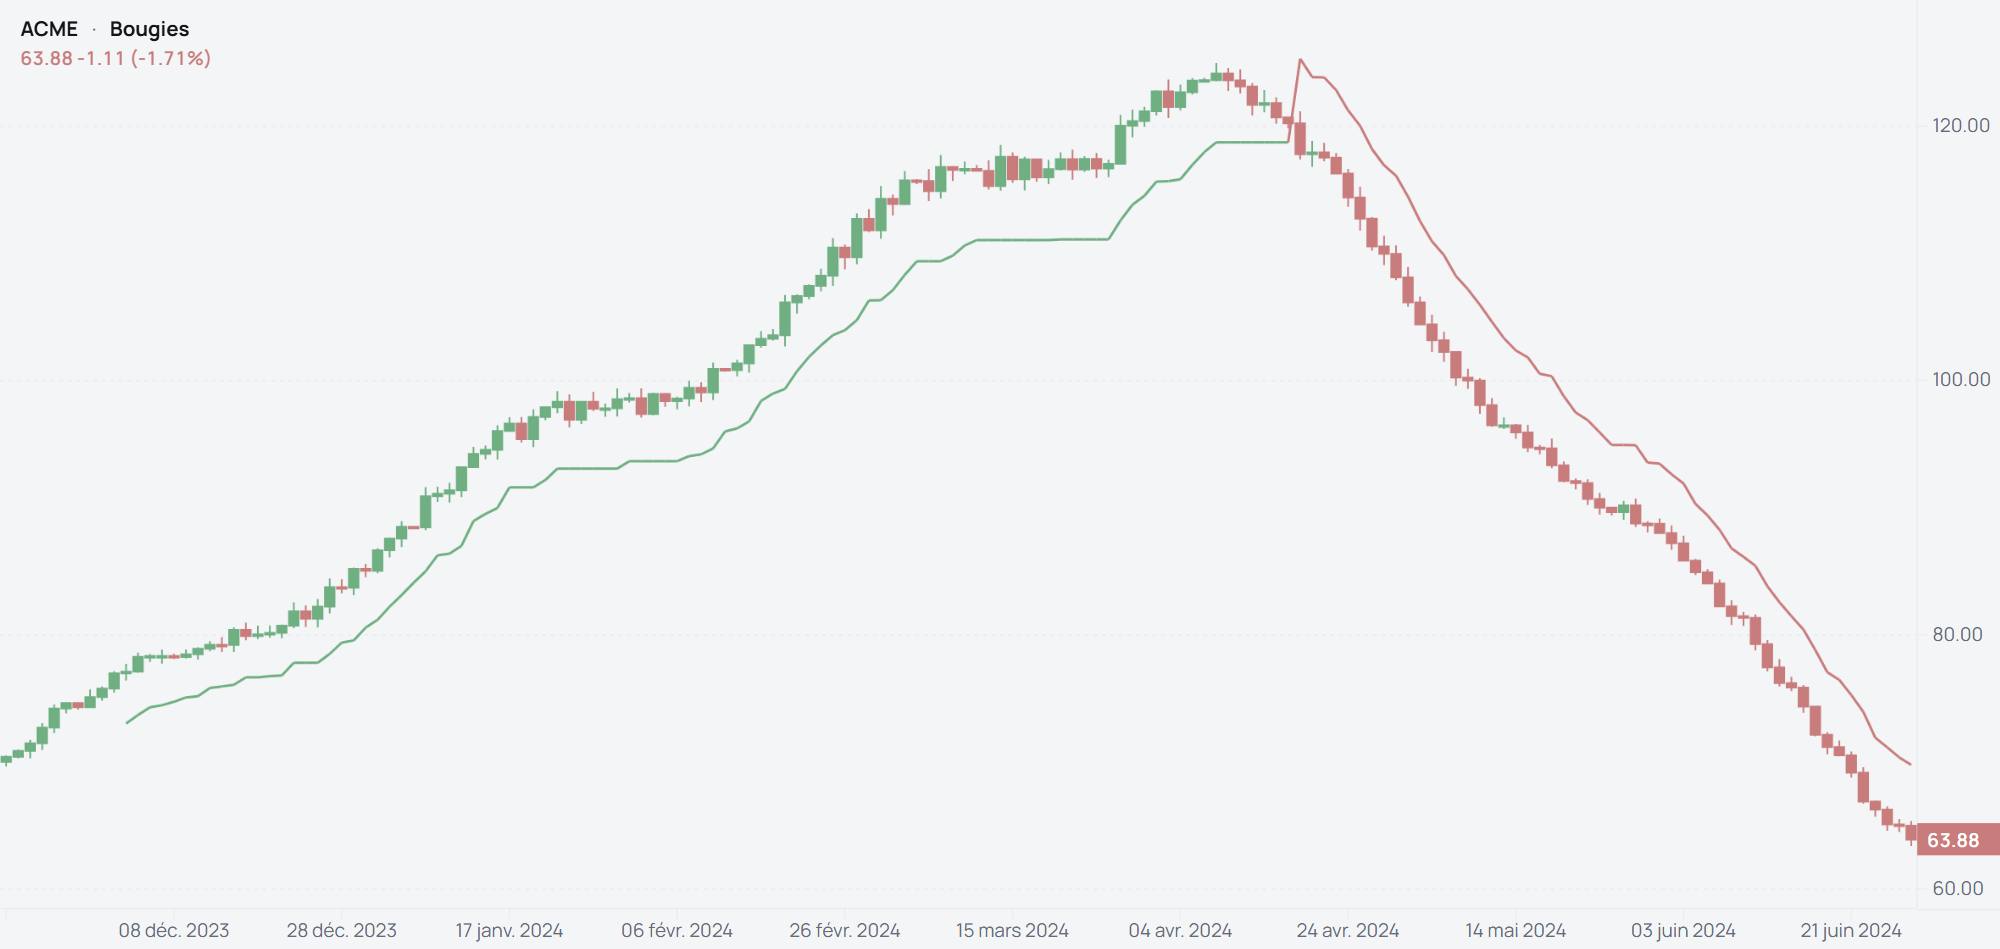 ACME · Bougies
63.88 -1.11 (-1.71%)
120.00
100.00
80.00
63.88
60.00
08 déc. 2023
28 déc. 2023
17 janv. 2024
06 févr. 2024
26 févr. 2024
15 mars 2024
04 avr. 2024
24 avr. 2024
14 mai 2024
03 juin 2024
21 juin 2024